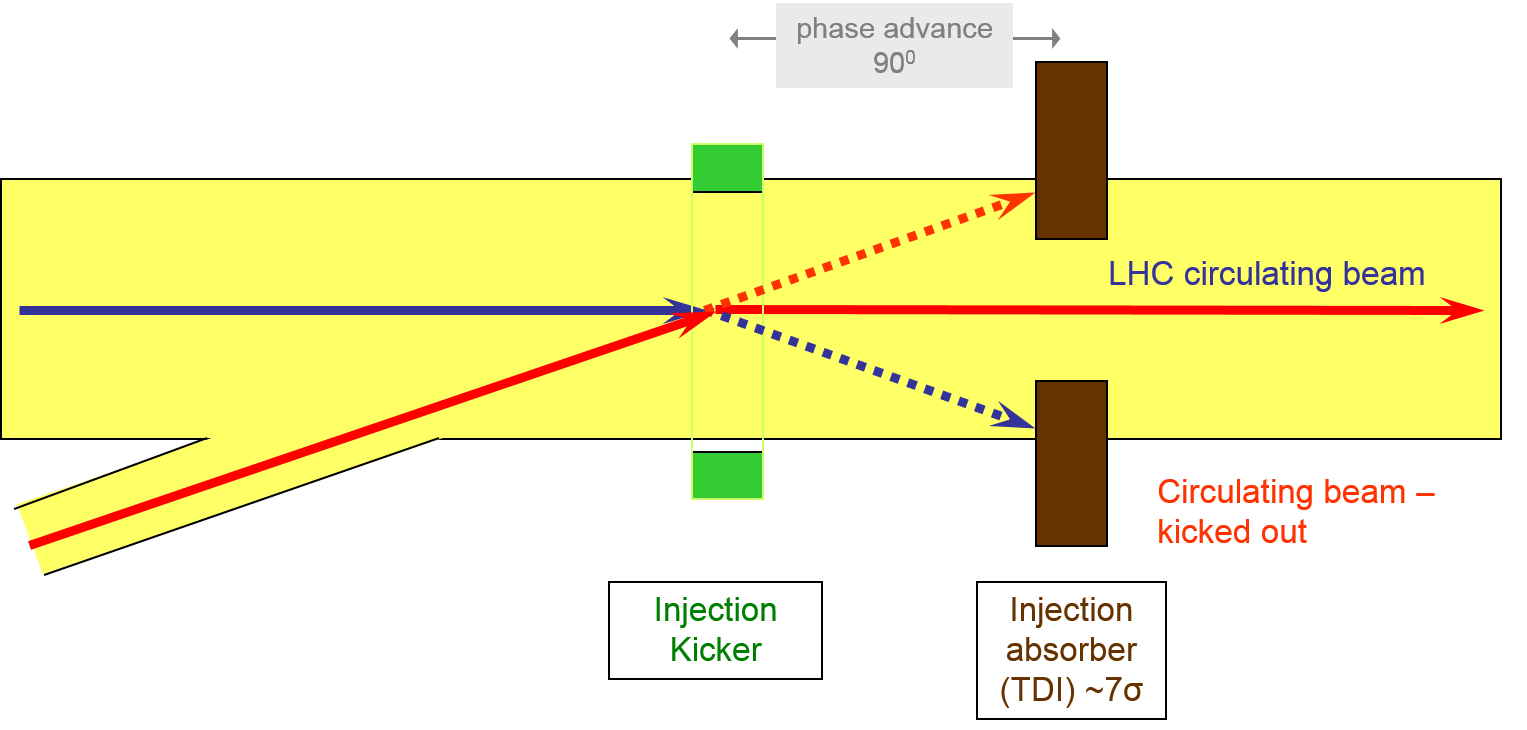 phase advance
90⁰
LHC circulating beam
Circulating beam –
kicked out
Injection
Kicker
Injection
absorber
(TDI) ~7σ